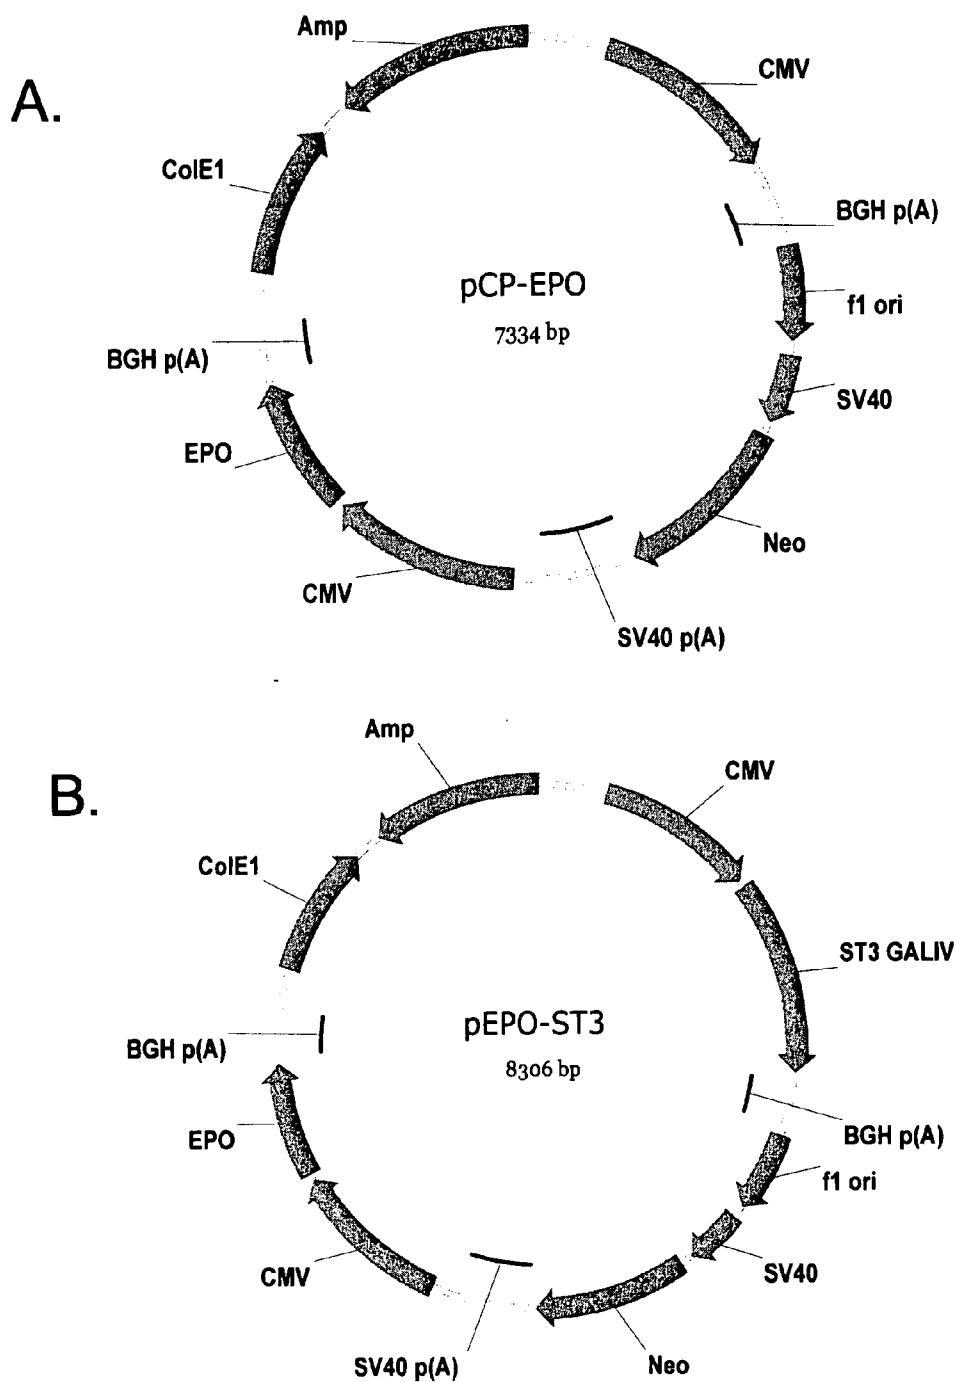 A.
Amp
CMV
ColE1
BGH p(A)
pCP-EPO
7334 bp
f1 ori
BGH p(A)
SV40
EPO
Neo
CMV
SV40 p(A)
B.
Amp
CMV
ColE1
ST3 GALIV
pEPO-ST3
8306 bp
BGH p(A)
BGH p(A)
EPO
f1 ori
CMV
SV40
SV40 p(A)
Neo